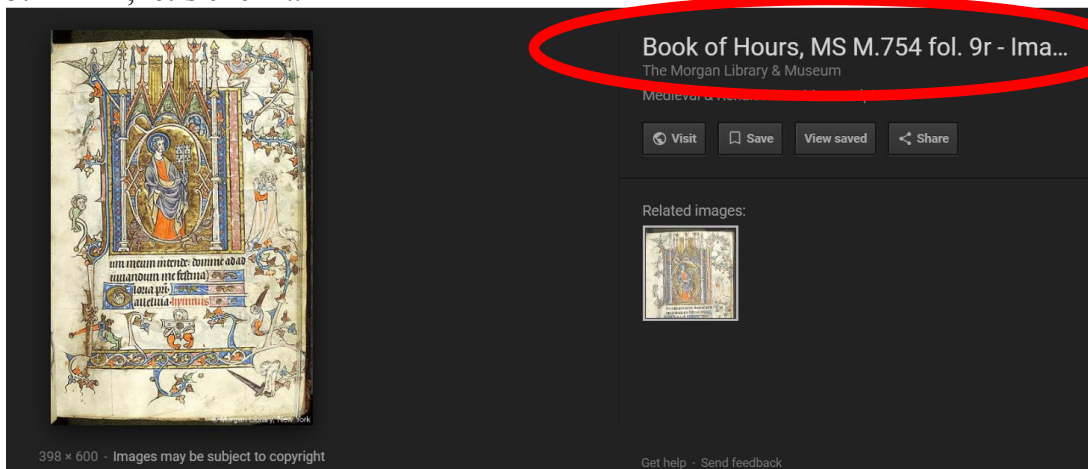 Book of Hours, MS M.754 fol. 9r - Ima...
The Morgan Library & Museum
Visit
Save
View saved
Share
Related images:
um meum intende: domine ad ad
iuuandum me festina
loria pri
alleluia hymnus
© Morgan Library, New York
398 × 600 - Images may be subject to copyright
Get help - Send feedback